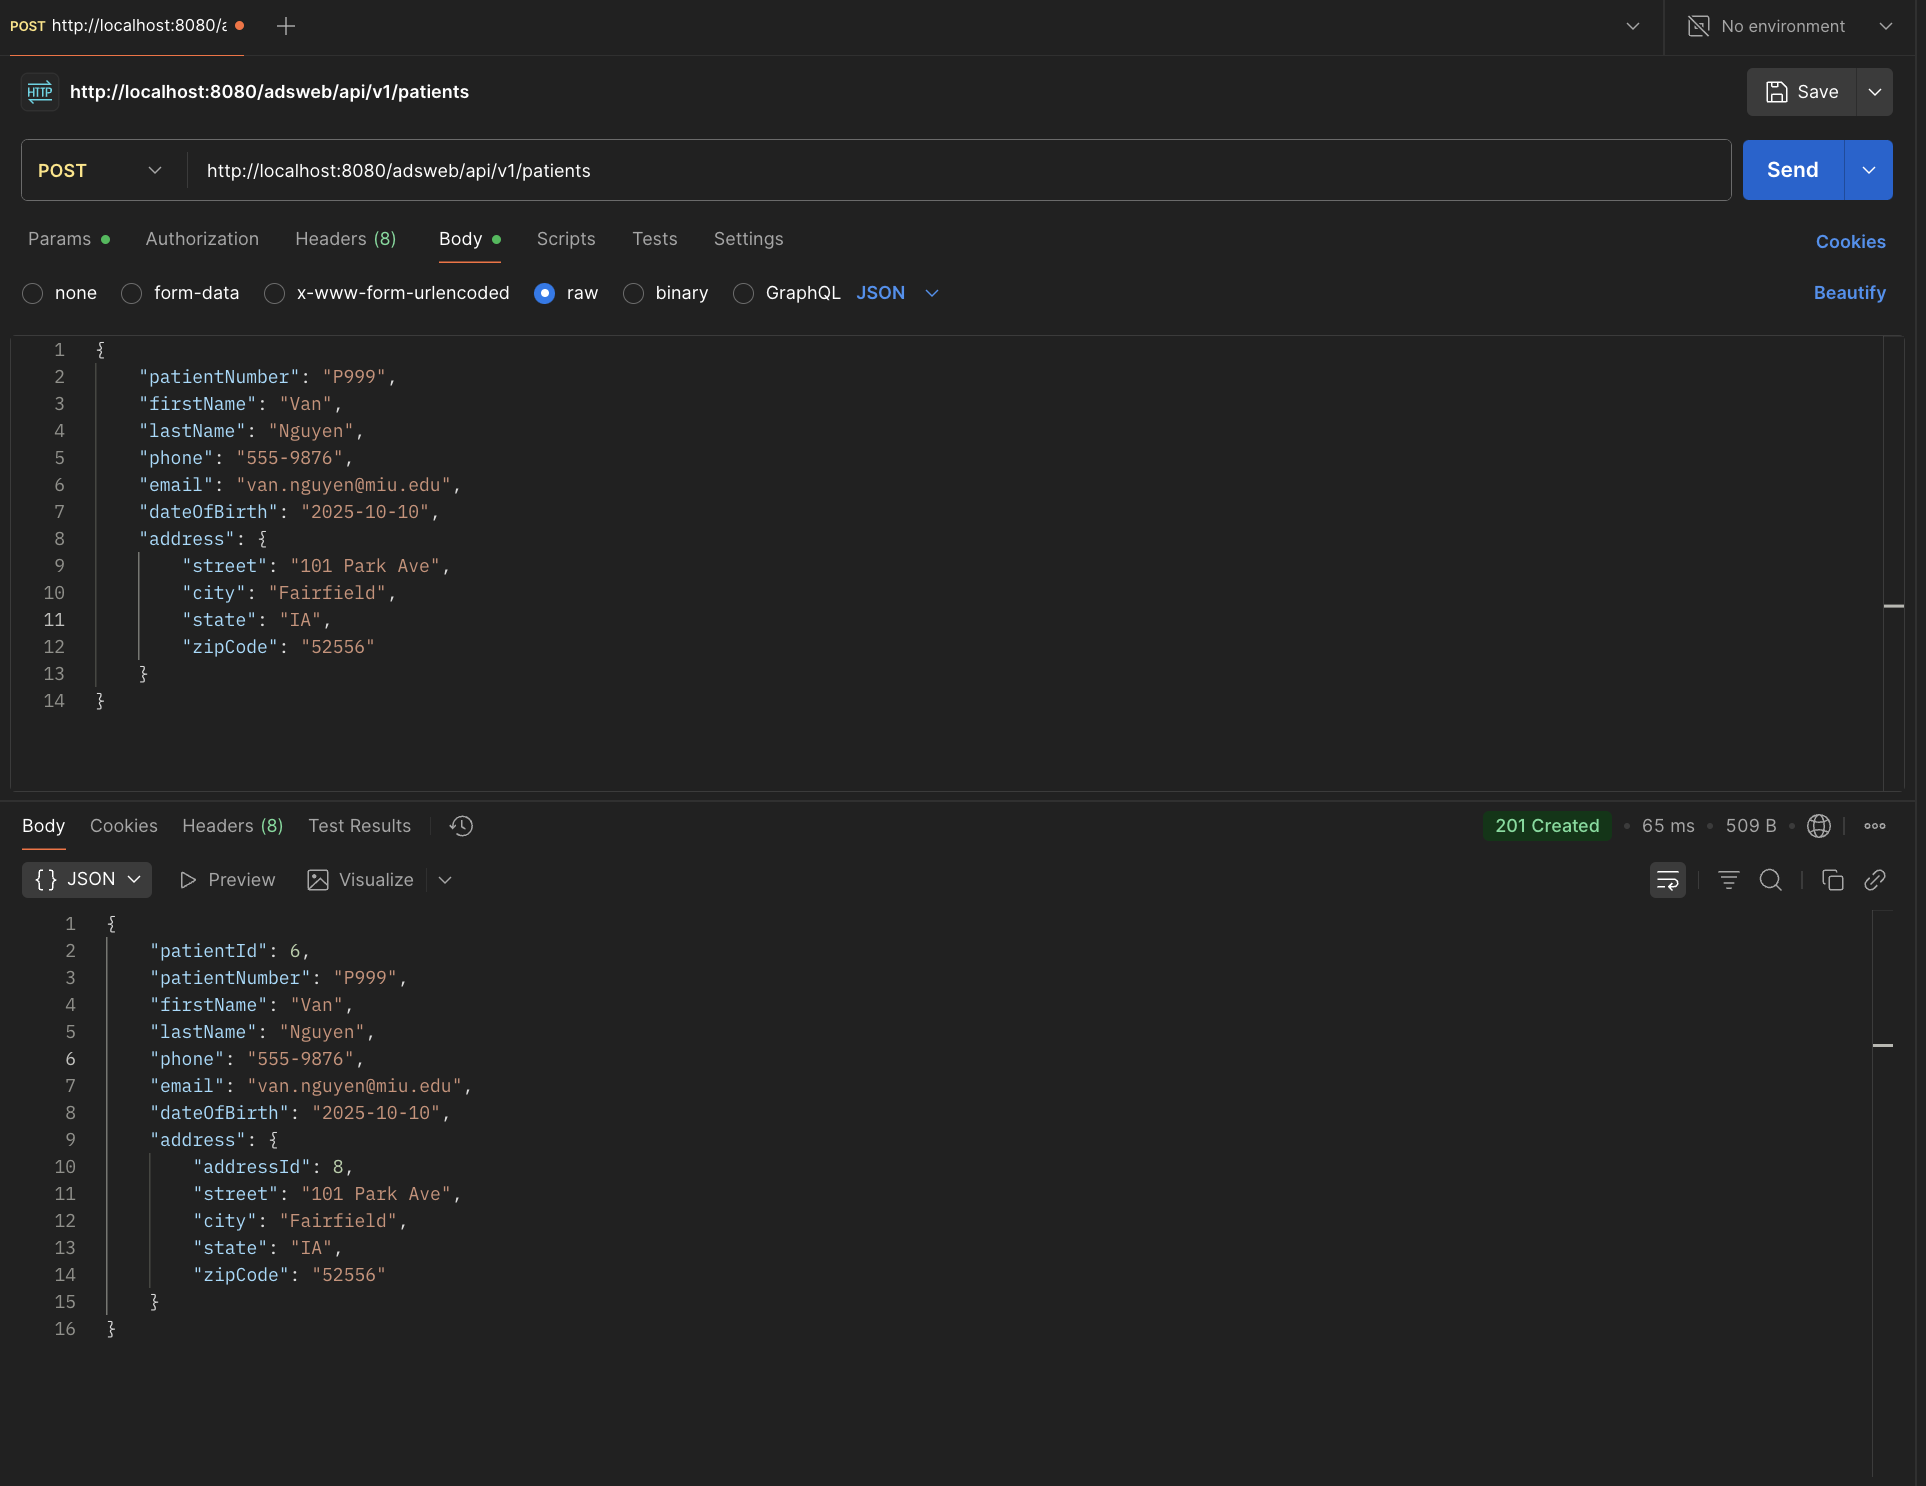 POST http://localhost:8080/a
No environment
HTTP http://localhost:8080/adsweb/api/v1/patients
Save
POST http://localhost:8080/adsweb/api/v1/patients
Send
Params Authorization Headers (8) Body Scripts Tests Settings Cookies
none form-data x-www-form-urlencoded raw binary GraphQL JSON Beautify
1 {
2 "patientNumber": "P999",
3 "firstName": "Van",
4 "lastName": "Nguyen",
5 "phone": "555-9876",
6 "email": "van.nguyen@miu.edu",
7 "dateOfBirth": "2025-10-10",
8 "address": {
9 "street": "101 Park Ave",
10 "city": "Fairfield",
11 "state": "IA",
12 "zipCode": "52556"
13 }
14 }
Body Cookies Headers (8) Test Results 201 Created 65 ms 509 B
{} JSON Preview Visualize
1 {
2 "patientId": 6,
3 "patientNumber": "P999",
4 "firstName": "Van",
5 "lastName": "Nguyen",
6 "phone": "555-9876",
7 "email": "van.nguyen@miu.edu",
8 "dateOfBirth": "2025-10-10",
9 "address": {
10 "addressId": 8,
11 "street": "101 Park Ave",
12 "city": "Fairfield",
13 "state": "IA",
14 "zipCode": "52556"
15 }
16 }